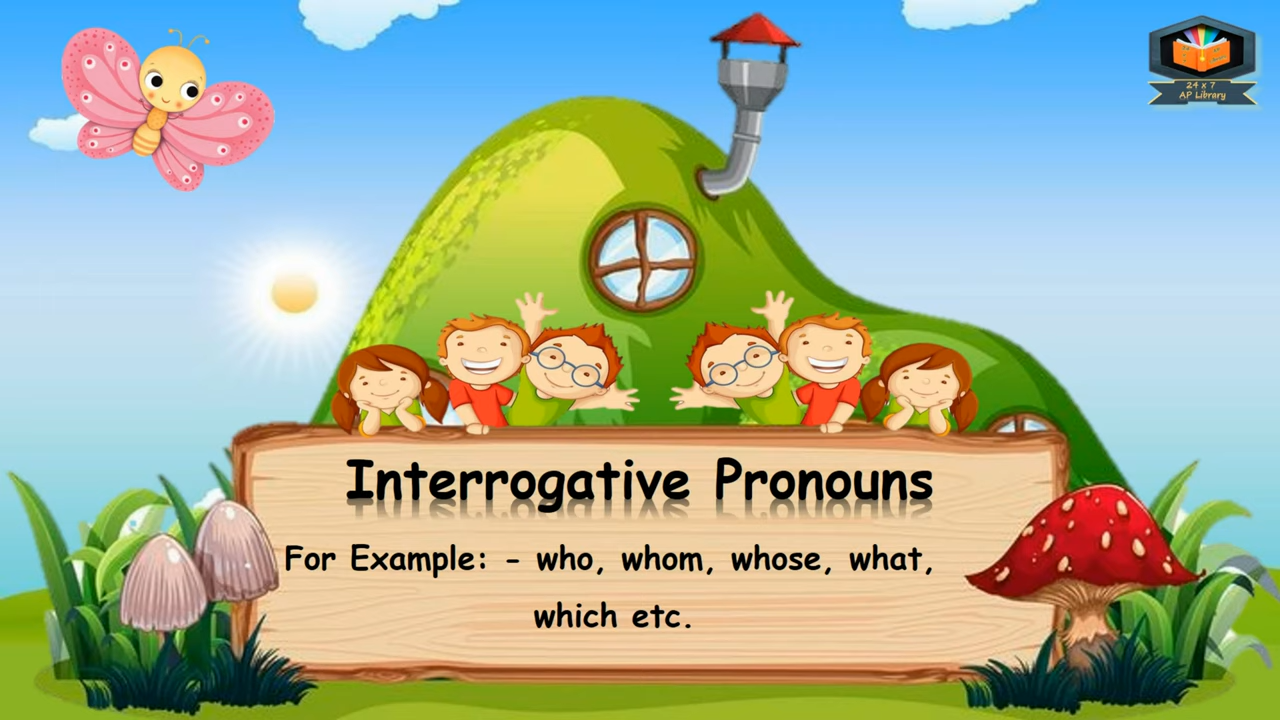 24 x 7
AP Library
Interrogative Pronouns
For Example: - who, whom, whose, what,
which etc.